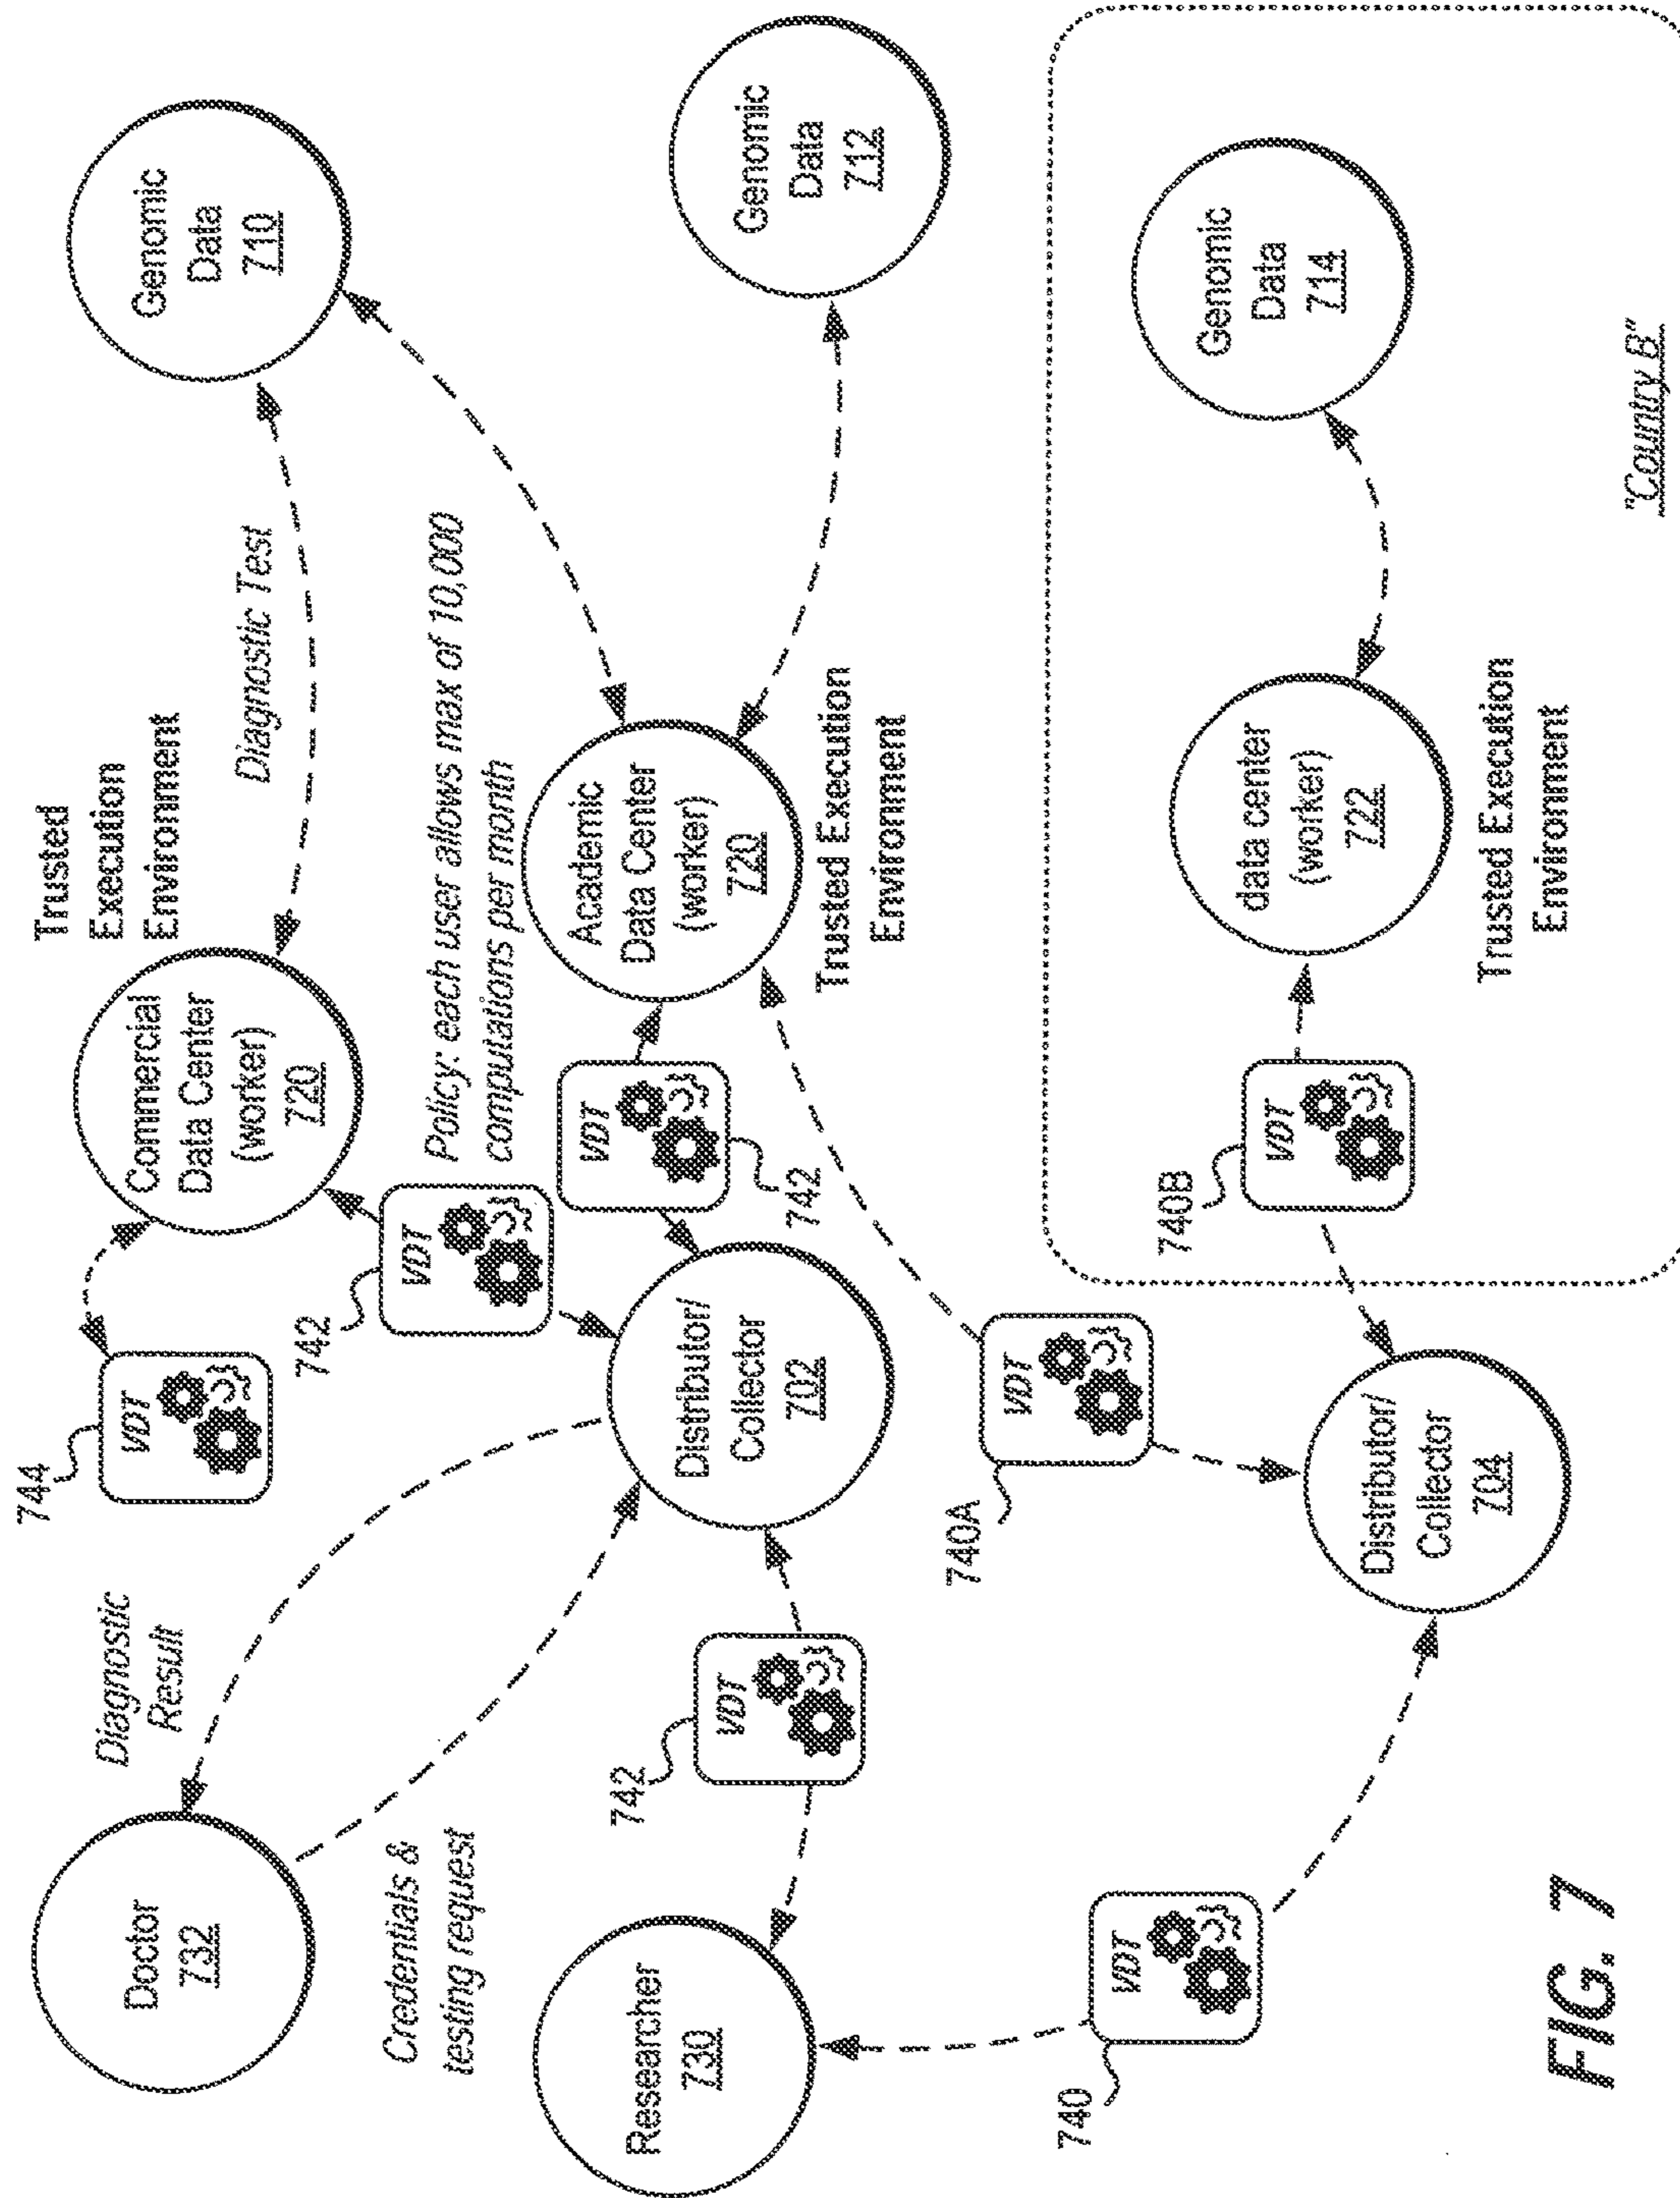 744
VDT
Diagnostic
Result
Doctor
732
Credentials &
testing request
Commercial
Data Center
(worker)
720
Trusted
Execution
Environment
Diagnostic Test
Genomic
Data
710
742
VDT
Policy: each user allows max of 10,000
computations per month
VDT
742
Academic
Data Center
(worker)
720
Trusted Execution
Environment
Genomic
Data
712
Distributor/
Collector
702
VDT
742
Researcher
730
740
VDT
740A
VDT
Distributor/
Collector
704
740B
VDT
data center
(worker)
722
Trusted Execution
Environment
Genomic
Data
714
"Country B"
FIG. 7